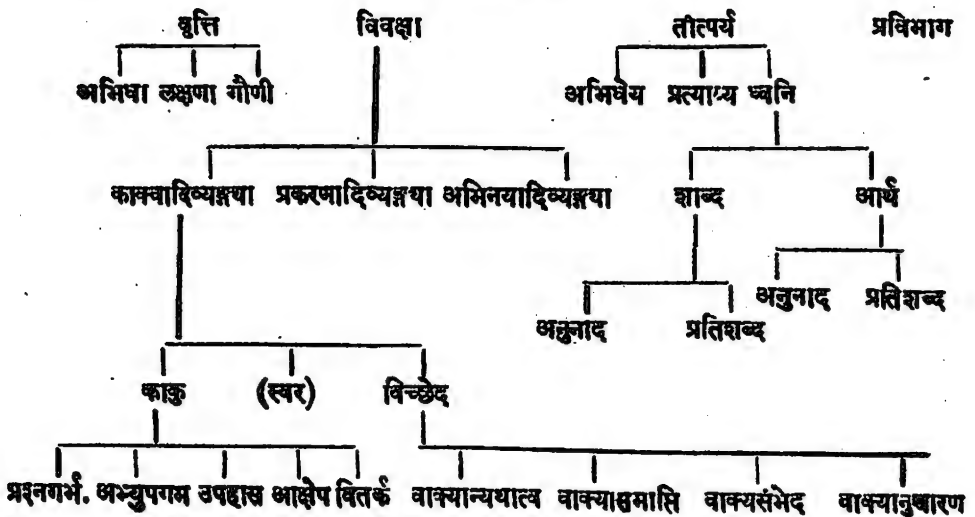 वृत्ति विवक्षा तात्पर्य प्रविभाग
अभिधा लक्षणा गौणी अभिधेय प्रत्याय्य ध्वनि
काक्वादिव्यङ्ग्या प्रकरणादिव्यङ्ग्या अभिनयादिव्यङ्ग्या शाब्द आर्थ
अनुनाद प्रतिशब्द
अनुनाद प्रतिशब्द
काकु (स्वर) विच्छेद
प्रश्नगर्भ. अभ्युपगम उपहास आक्षेप वितर्क वाक्यान्यथात्व वाक्यासमाप्ति वाक्यसंभेद वाक्यानुच्चारण